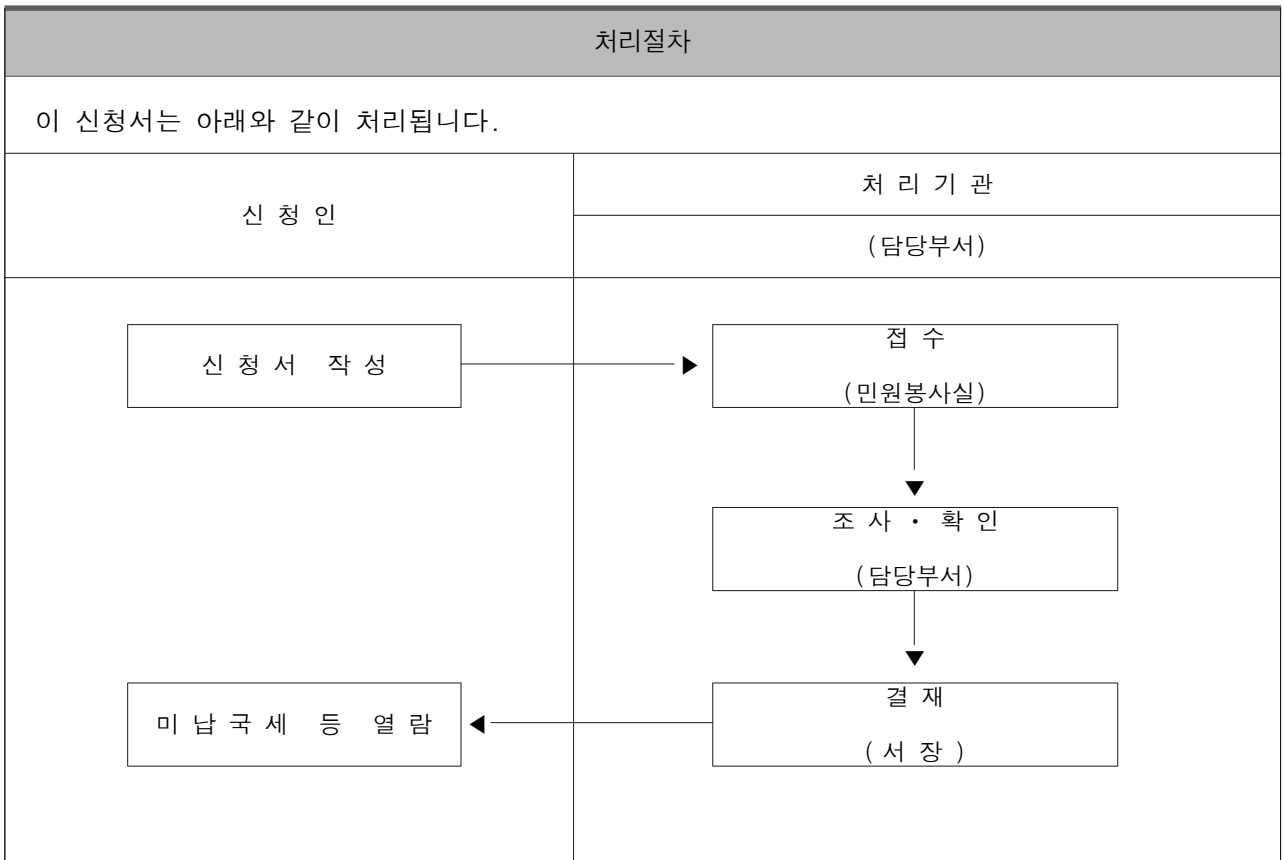 처리절차
이 신청서는 아래와 같이 처리됩니다.
신 청 인
처 리 기 관
(담당부서)
신 청 서 작 성
접 수
(민원봉사실)
조 사 · 확 인
(담당부서)
미 납 국 세 등 열 람
결 재
( 서 장 )